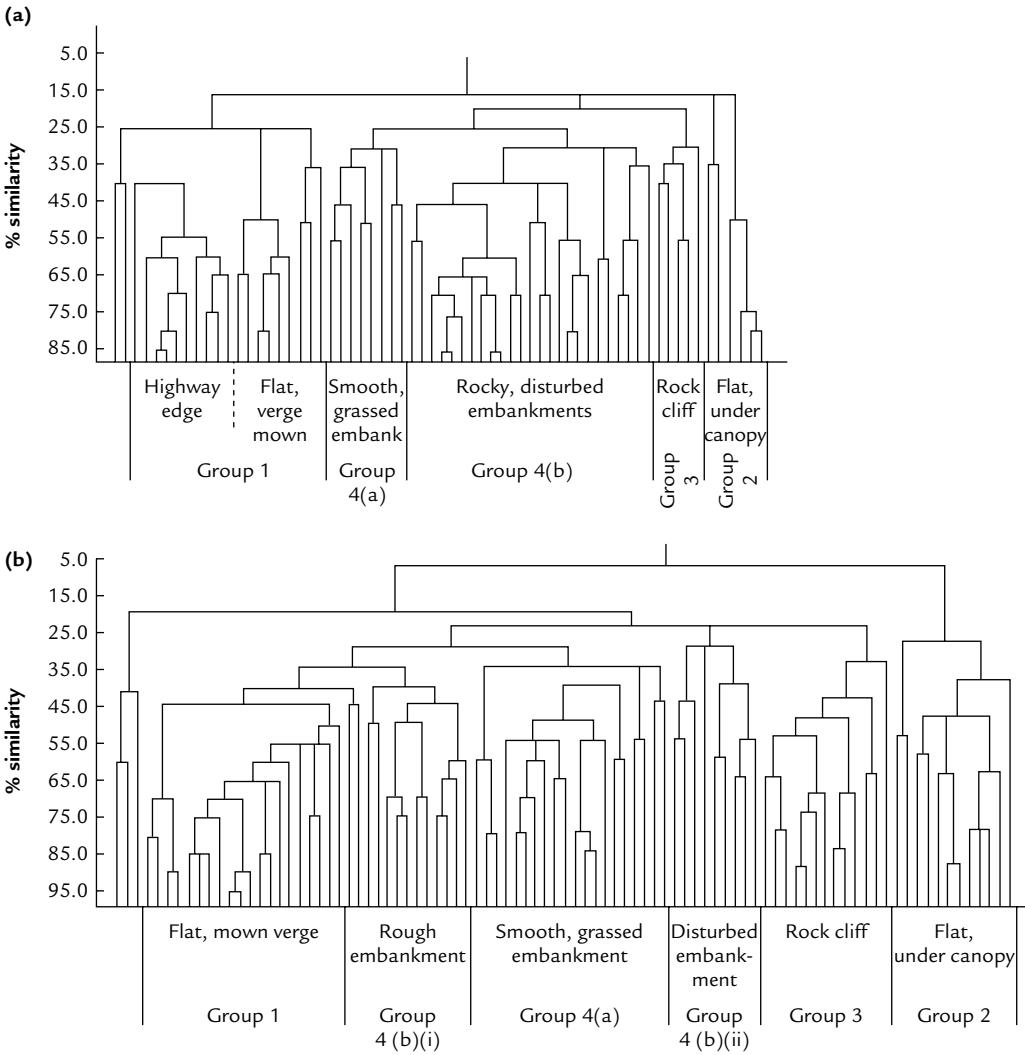 (a)
5.0
15.0
25.0
35.0
45.0
55.0
65.0
75.0
85.0
% similarity
Highway
edge
Flat,
verge
mown
Smooth,
grassed
embank
Rocky, disturbed
embankments
Rock
cliff
Flat,
under
canopy
Group 1
Group
4(a)
Group 4(b)
Group
3
Group
2
(b)
5.0
15.0
25.0
35.0
45.0
55.0
65.0
75.0
85.0
95.0
% similarity
Flat, mown verge
Rough
embankment
Smooth, grassed
embankment
Disturbed
embank-
ment
Rock cliff
Flat,
under canopy
Group 1
Group
4 (b)(i)
Group 4(a)
Group
4 (b)(ii)
Group 3
Group 2